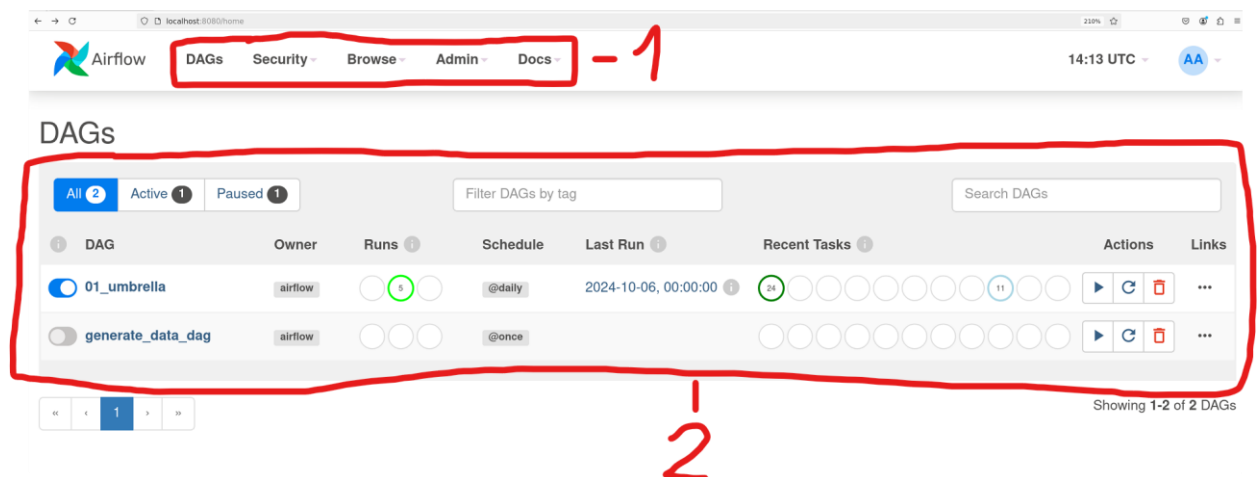 localhost:8080/home 210%
Airflow DAGs Security Browse Admin Docs - 1 14:13 UTC AA
DAGs
All 2 Active 1 Paused 1 Filter DAGs by tag Search DAGs
i DAG Owner Runs i Schedule Last Run i Recent Tasks i Actions Links
01_umbrella airflow 5 @daily 2024-10-06, 00:00:00 i 24 11 ...
generate_data_dag airflow @once ...
« ‹ 1 › » Showing 1-2 of 2 DAGs
2